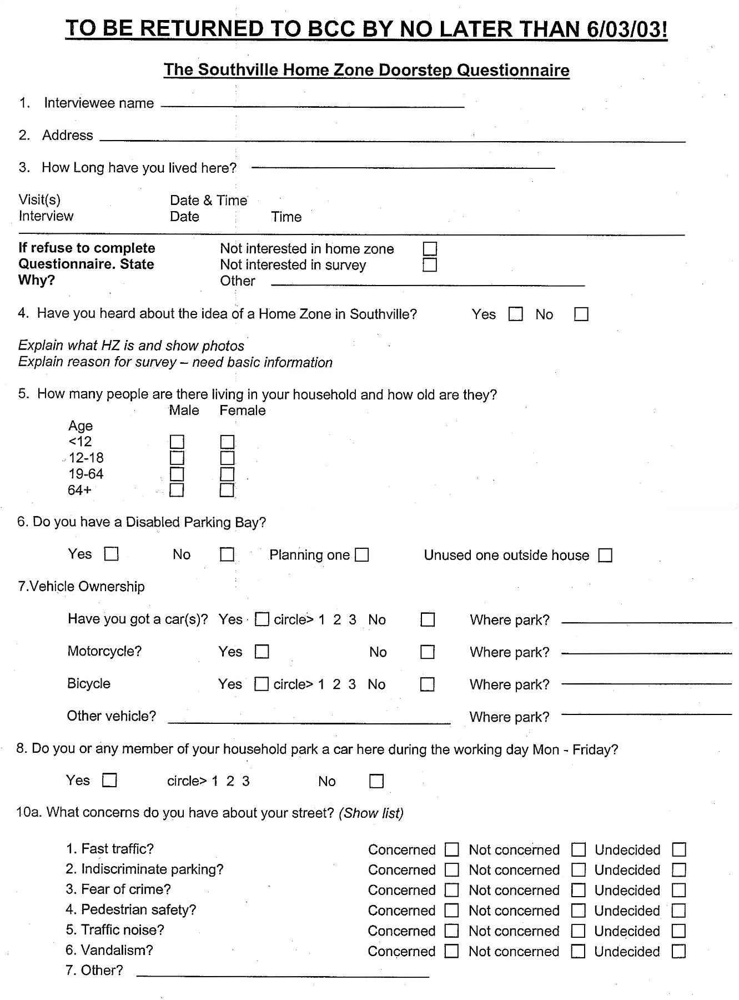 TO BE RETURNED TO BCC BY NO LATER THAN 6/03/03!
The Southville Home Zone Doorstep Questionnaire
1. Interviewee name
2. Address
3. How Long have you lived here?
Visit(s) Date & Time
Interview Date Time
If refuse to complete Not interested in home zone
Questionnaire. State Not interested in survey
Why? Other
4. Have you heard about the idea of a Home Zone in Southville? Yes No
Explain what HZ is and show photos
Explain reason for survey – need basic information
5. How many people are there living in your household and how old are they?
Male Female
Age
<12
12-18
19-64
64+
6. Do you have a Disabled Parking Bay?
Yes No Planning one Unused one outside house
7.Vehicle Ownership
Have you got a car(s)? Yes circle> 1 2 3 No Where park?
Motorcycle? Yes No Where park?
Bicycle Yes circle> 1 2 3 No Where park?
Other vehicle? Where park?
8. Do you or any member of your household park a car here during the working day Mon - Friday?
Yes circle> 1 2 3 No
10a. What concerns do you have about your street? (Show list)
1. Fast traffic? Concerned Not concerned Undecided
2. Indiscriminate parking? Concerned Not concerned Undecided
3. Fear of crime? Concerned Not concerned Undecided
4. Pedestrian safety? Concerned Not concerned Undecided
5. Traffic noise? Concerned Not concerned Undecided
6. Vandalism? Concerned Not concerned Undecided
7. Other?